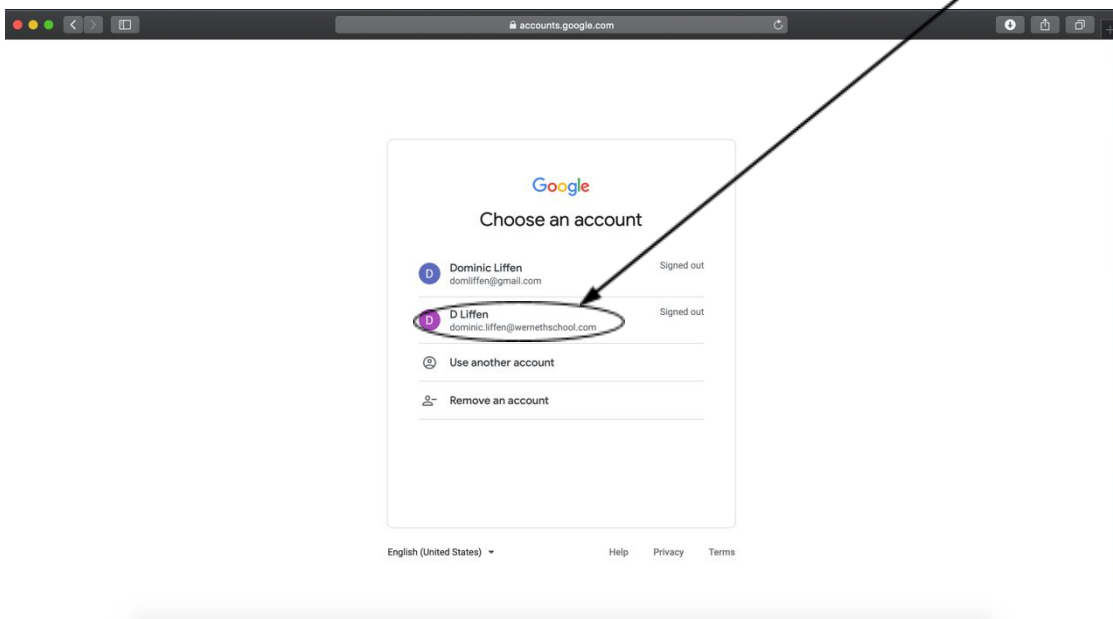 accounts.google.com
Google
Choose an account
D
Dominic Liffen
Signed out
domliffen@gmail.com
D
D Liffen
Signed out
dominic.liffen@wernethschool.com
Use another account
Remove an account
English (United States)
Help Privacy Terms